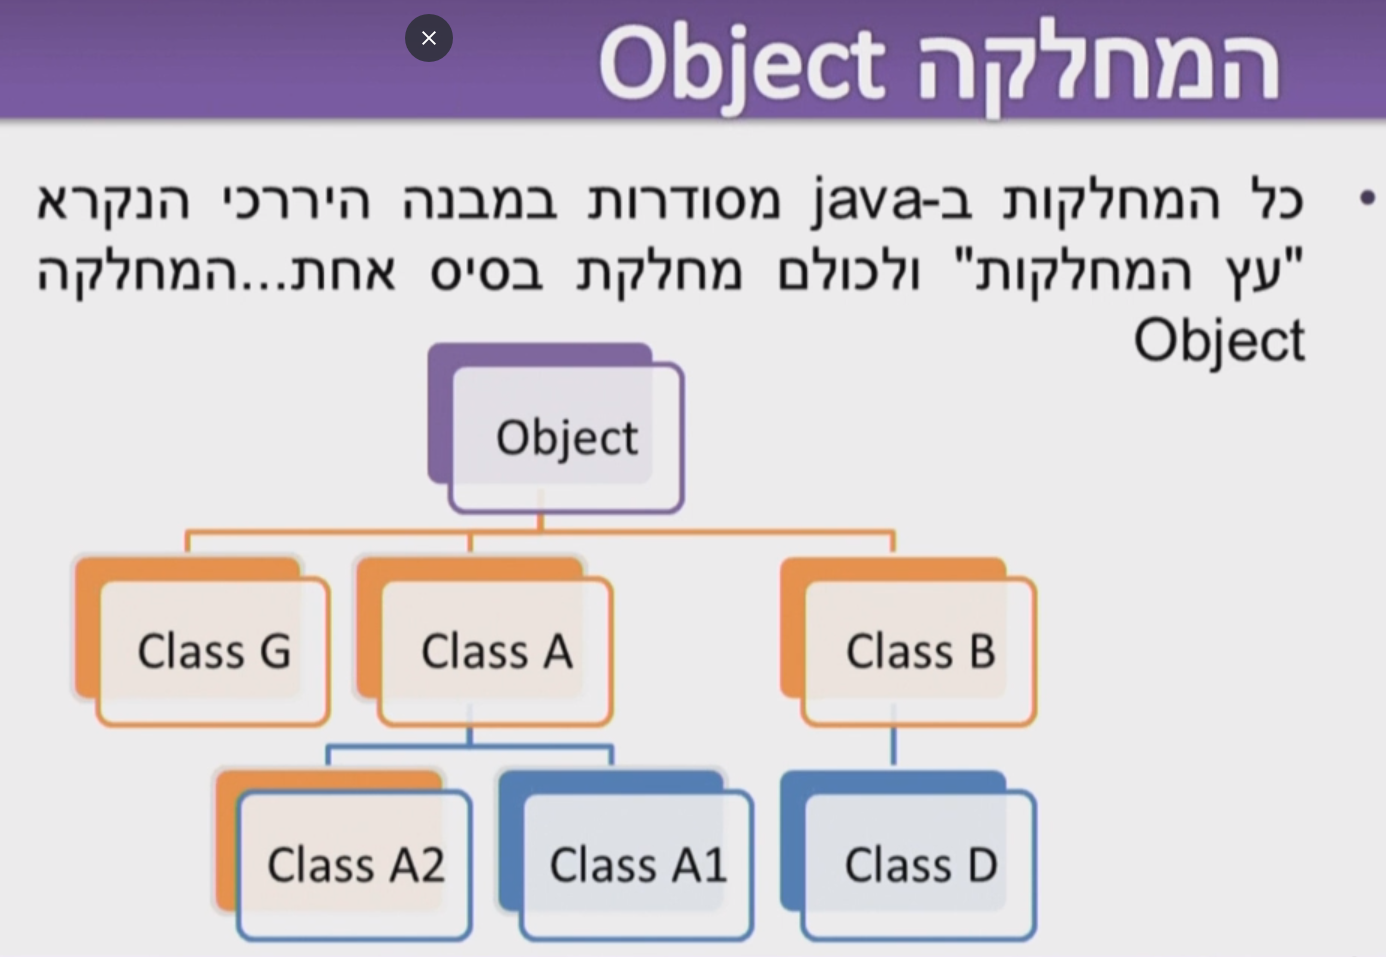 המחלקה Object
• כל המחלקות ב-java מסודרות במבנה היררכי הנקרא
"עץ המחלקות" ולכולם מחלקת בסיס אחת...המחלקה
Object
Object
Class G
Class A
Class B
Class A2
Class A1
Class D